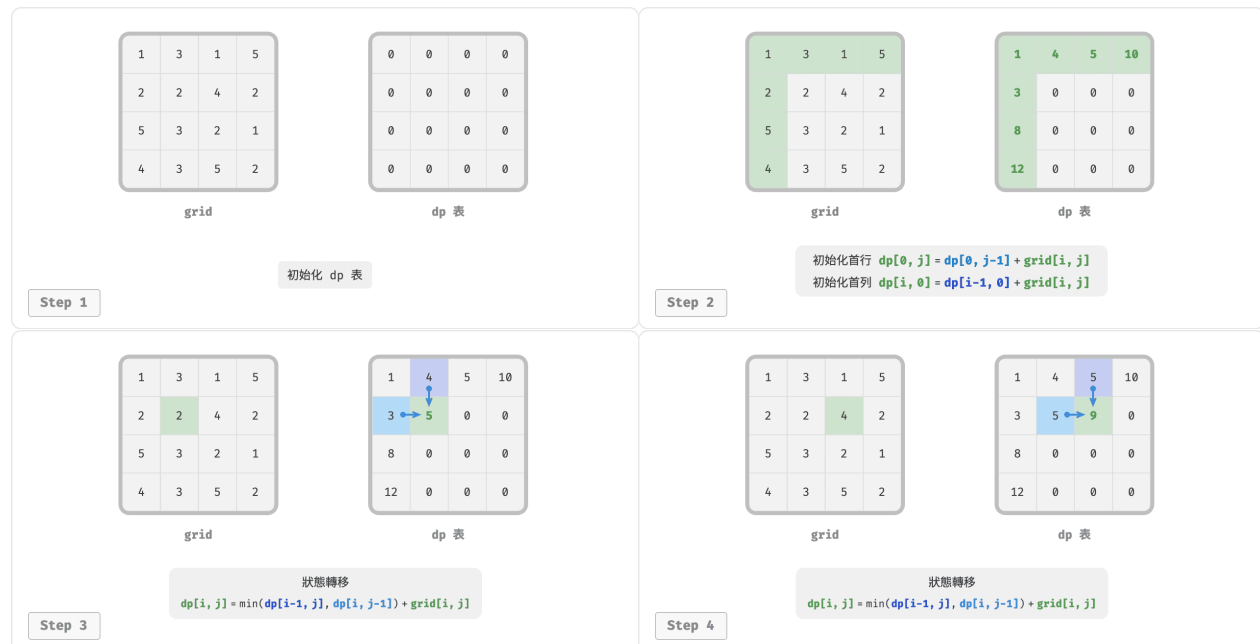 1 3 1 5
2 2 4 2
5 3 2 1
4 3 5 2
grid
0 0 0 0
0 0 0 0
0 0 0 0
0 0 0 0
dp 表
初始化 dp 表
Step 1
1 3 1 5
2 2 4 2
5 3 2 1
4 3 5 2
grid
1 4 5 10
3 0 0 0
8 0 0 0
12 0 0 0
dp 表
初始化首行 dp[0, j] = dp[0, j-1] + grid[i, j]
初始化首列 dp[i, 0] = dp[i-1, 0] + grid[i, j]
Step 2
1 3 1 5
2 2 4 2
5 3 2 1
4 3 5 2
grid
1 4 5 10
3 5 0 0
8 0 0 0
12 0 0 0
dp 表
狀態轉移
dp[i, j] = min(dp[i-1, j], dp[i, j-1]) + grid[i, j]
Step 3
1 3 1 5
2 2 4 2
5 3 2 1
4 3 5 2
grid
1 4 5 10
3 5 9 0
8 0 0 0
12 0 0 0
dp 表
狀態轉移
dp[i, j] = min(dp[i-1, j], dp[i, j-1]) + grid[i, j]
Step 4